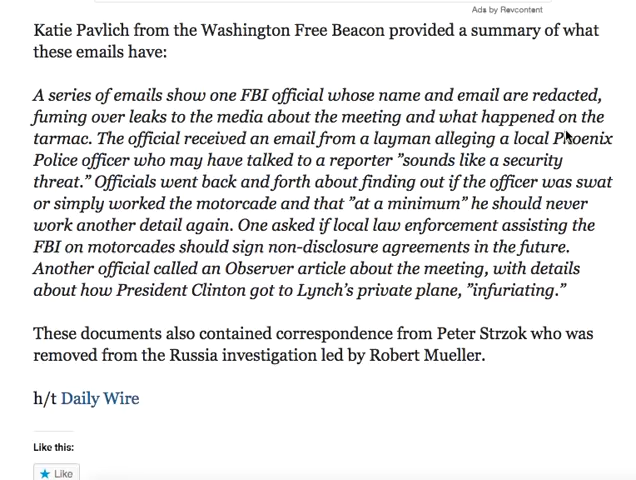 Ads by Revcontent
Katie Pavlich from the Washington Free Beacon provided a summary of what
these emails have:
A series of emails show one FBI official whose name and email are redacted,
fuming over leaks to the media about the meeting and what happened on the
tarmac. The official received an email from a layman alleging a local Phoenix
Police officer who may have talked to a reporter ”sounds like a security
threat.” Officials went back and forth about finding out if the officer was swat
or simply worked the motorcade and that ”at a minimum” he should never
work another detail again. One asked if local law enforcement assisting the
FBI on motorcades should sign non-disclosure agreements in the future.
Another official called an Observer article about the meeting, with details
about how President Clinton got to Lynch’s private plane, ”infuriating.”
These documents also contained correspondence from Peter Strzok who was
removed from the Russia investigation led by Robert Mueller.
h/t Daily Wire
Like this:
Like